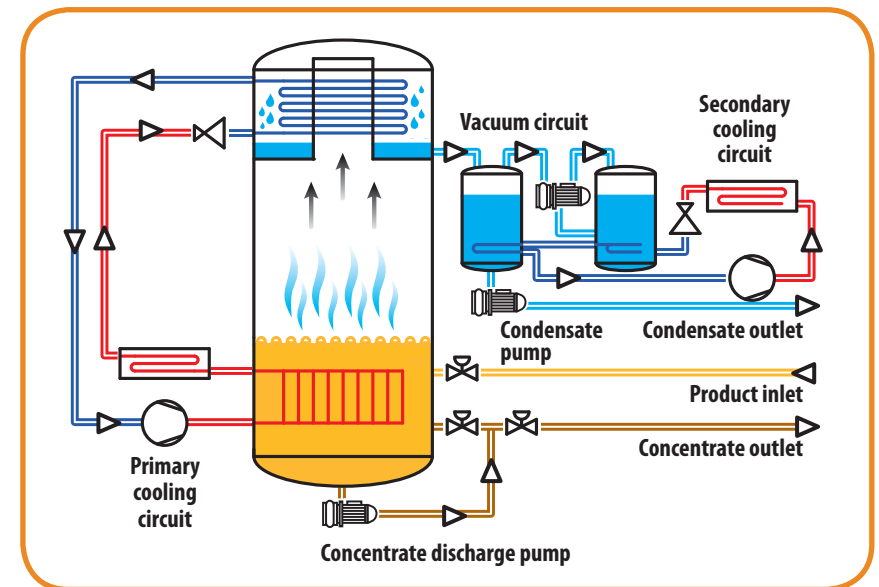 Vacuum circuit
Secondary
cooling
circuit
Condensate
pump
Condensate outlet
Product inlet
Concentrate outlet
Primary
cooling
circuit
Concentrate discharge pump